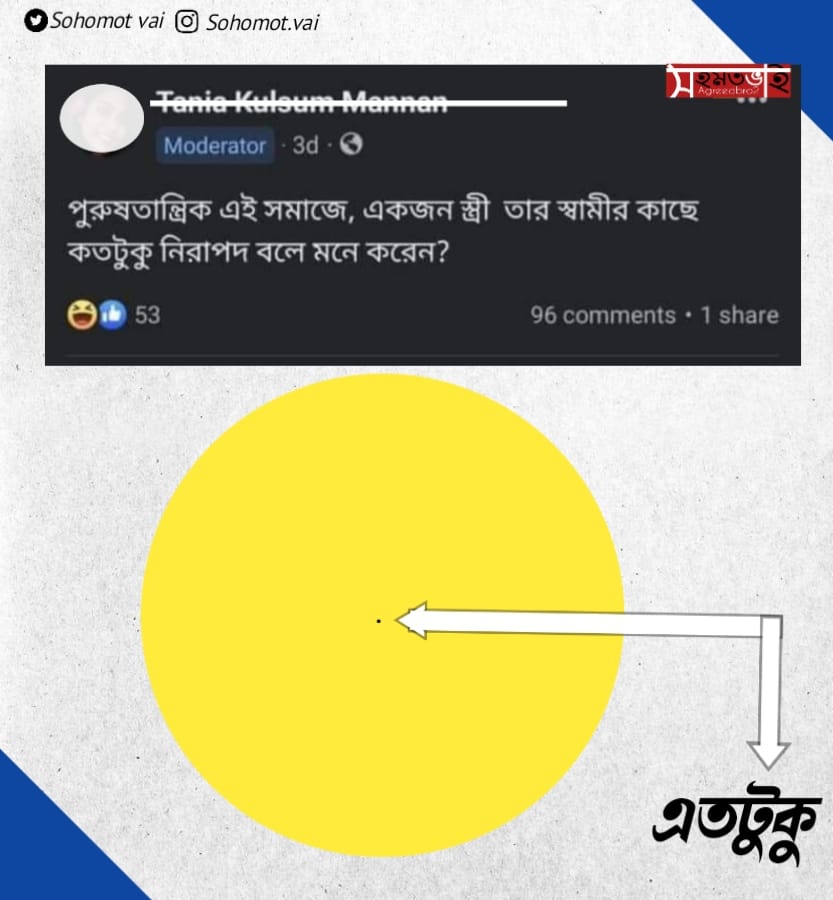 Sohomot vai Sohomot.vai
সহমতভাই
Agreeabro?
Tania Kulsum Mannan
Moderator · 3d ·
পুরুষতান্ত্রিক এই সমাজে, একজন স্ত্রী তার স্বামীর কাছে
কতটুকু নিরাপদ বলে মনে করেন?
53 96 comments • 1 share
এতটুকু